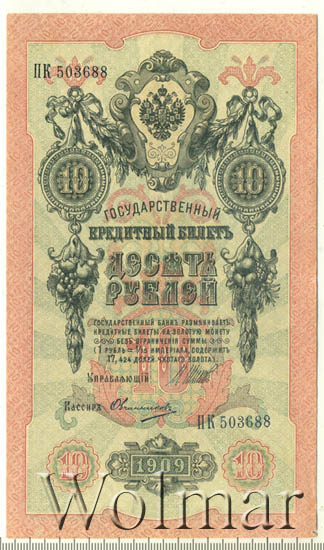 ПК 503688
10 10
ГОСУДАРСТВЕННЫЙ
КРЕДИТНЫЙ БИЛЕТЪ
ДЕСЯТЬ
РУБЛЕЙ
ГОСУДАРСТВЕННЫЙ БАНКЪ РАЗМѢНИВАЕТЪ
КРЕДИТНЫЕ БИЛЕТЫ НА ЗОЛОТУЮ МОНЕТУ
БЕЗЪ ОГРАНИЧЕНІЯ СУММЫ
(1 РУБЛЬ = 1/15 ИМПЕРІАЛА, СОДЕРЖИТЪ
17,424 ДОЛЕЙ ЧИСТАГО ЗОЛОТА).
УПРАВЛЯЮЩІЙ
КАССИРЪ
ПК 503688
10 1909 10
Wolmar